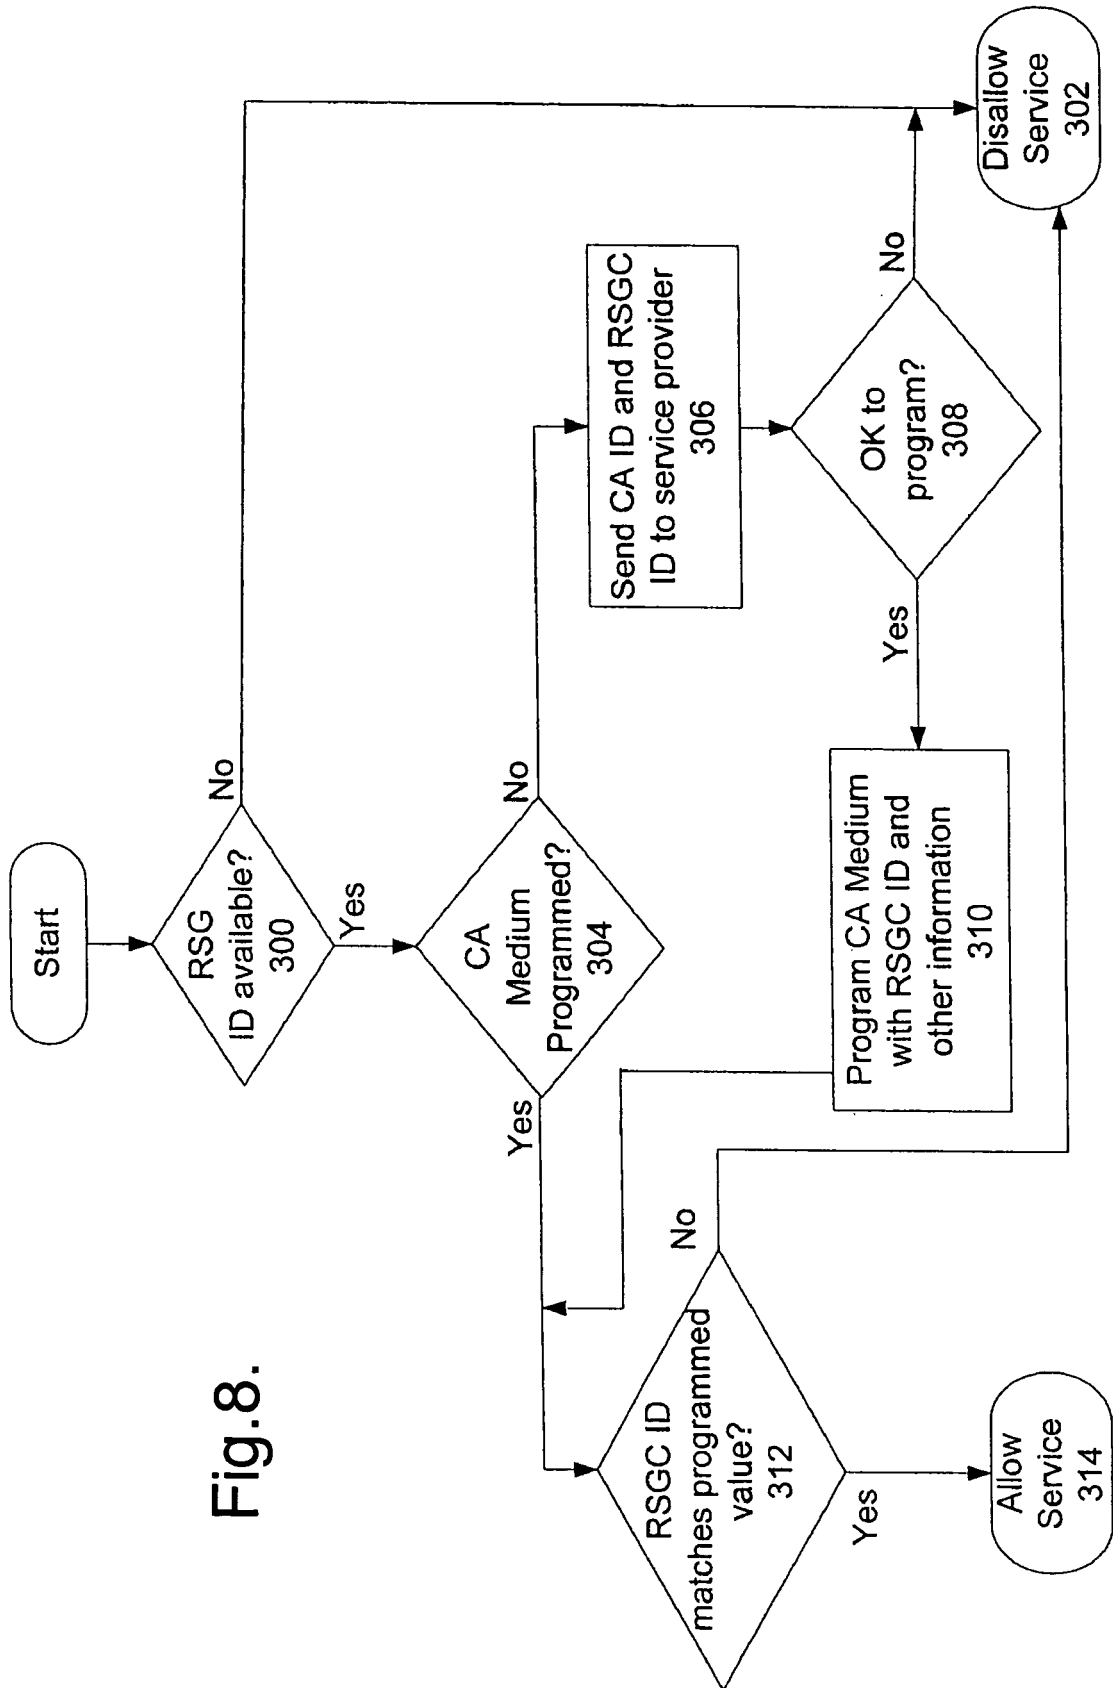 Start
RSG
ID available?
300
No
Yes
CA
Medium
Programmed?
304
No
Yes
Send CA ID and RSGC
ID to service provider
306
OK to
program?
308
No
Yes
Program CA Medium
with RSGC ID and
other information
310
RSGC ID
matches programmed
value?
312
No
Yes
Allow
Service
314
Disallow
Service
302
Fig.8.